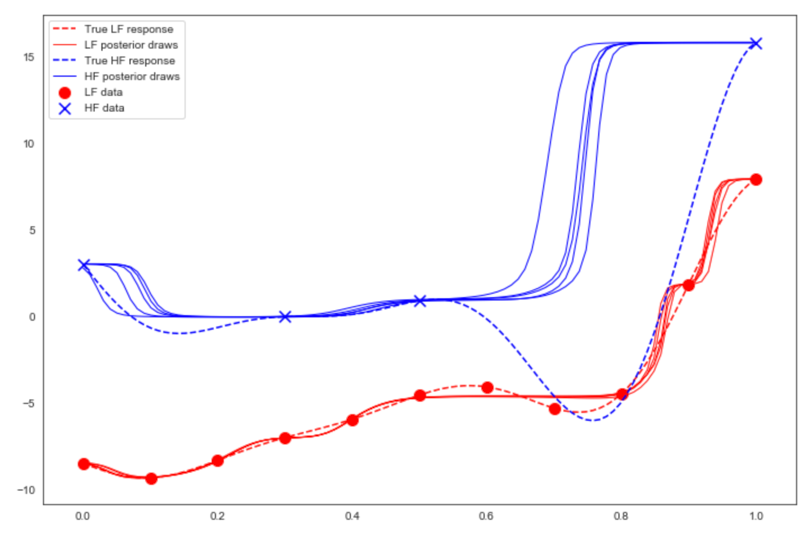 True LF response
LF posterior draws
True HF response
HF posterior draws
LF data
HF data
15
10
5
0
−5
−10
0.0 0.2 0.4 0.6 0.8 1.0